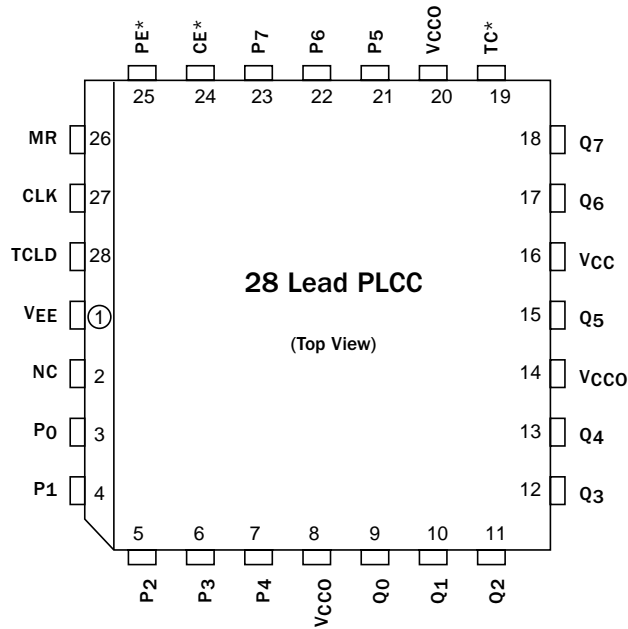 PE* CE* P7 P6 P5 VCCO TC*
25 24 23 22 21 20 19
MR 26 18 Q7
CLK 27 17 Q6
TCLD 28 16 VCC
28 Lead PLCC
VEE 1 15 Q5
(Top View)
NC 2 14 VCCO
P0 3 13 Q4
P1 4 12 Q3
5 6 7 8 9 10 11
P2 P3 P4 VCCO Q0 Q1 Q2